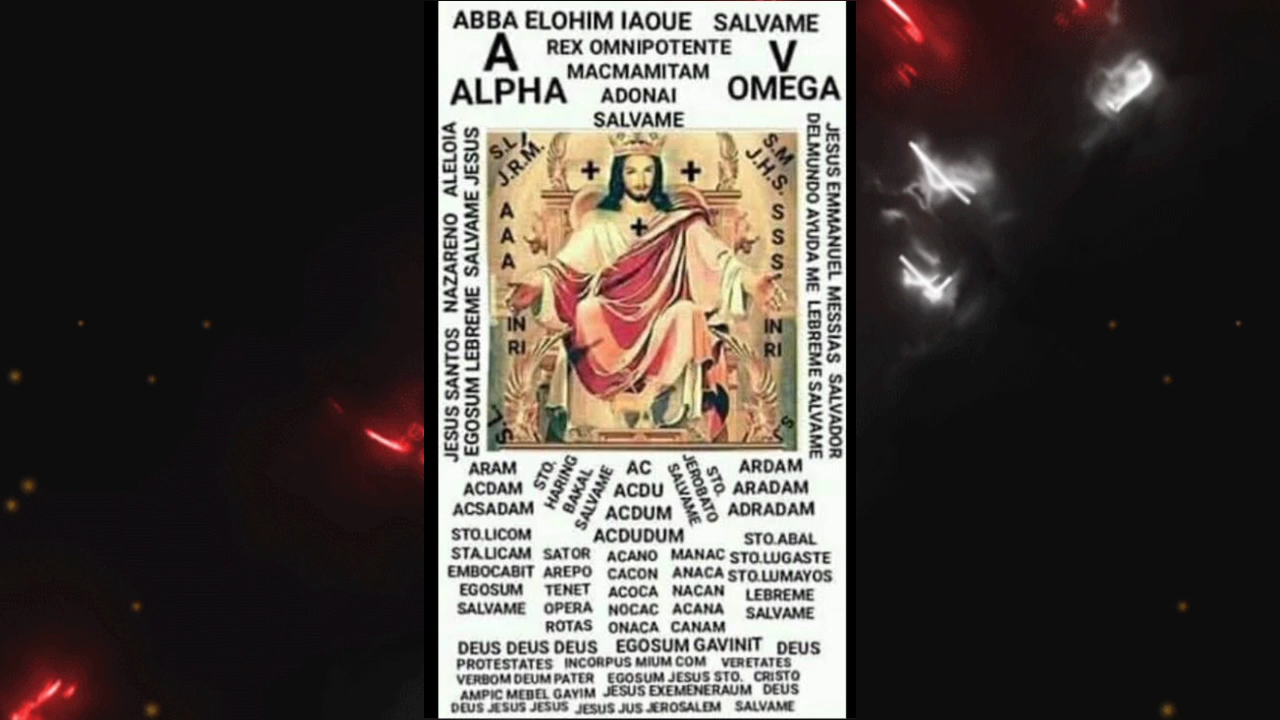 ABBA ELOHIM IAOUE SALVAME
A REX OMNIPOTENTE V
MACMAMITAM
ALPHA ADONAI OMEGA
SALVAME
JESUS SANTOS NAZARENO ALELOIA
EGOSUM LEBREME SALVAME JESUS
S.L.
J.R.M.
S.M
J.H.S.
A
A
A
IN
RI
S
S
S
IN
RI
JESUS EMMANUEL MESSIAS SALVADOR
DELMUNDO AYUDA ME LEBREME SALVAME
ARAM
ACDAM
ACSADAM
STO.
HARING
BAKAL
SALVAME
AC
ACDU
ACDUM
ACDUDUM
STO.
JEROBATO
SALVAME
ARDAM
ARADAM
ADRADAM
STO.LICOM
STA.LICAM
EMBOCABIT
EGOSUM
SALVAME
SATOR
AREPO
TENET
OPERA
ROTAS
ACANO
CACON
ACOCA
NOCAC
ONACA
MANAC
ANACA
NACAN
ACANA
CANAM
STO.ABAL
STO.LUGASTE
STO.LUMAYOS
LEBREME
SALVAME
DEUS DEUS DEUS EGOSUM GAVINIT DEUS
PROTESTATES INCORPUS MIUM COM VERETATES
VERBOM DEUM PATER EGOSUM JESUS STO. CRISTO
AMPIC MEBEL GAYIM JESUS EXEMENERAUM DEUS
DEUS JESUS JESUS JESUS JUS JEROSALEM SALVAME